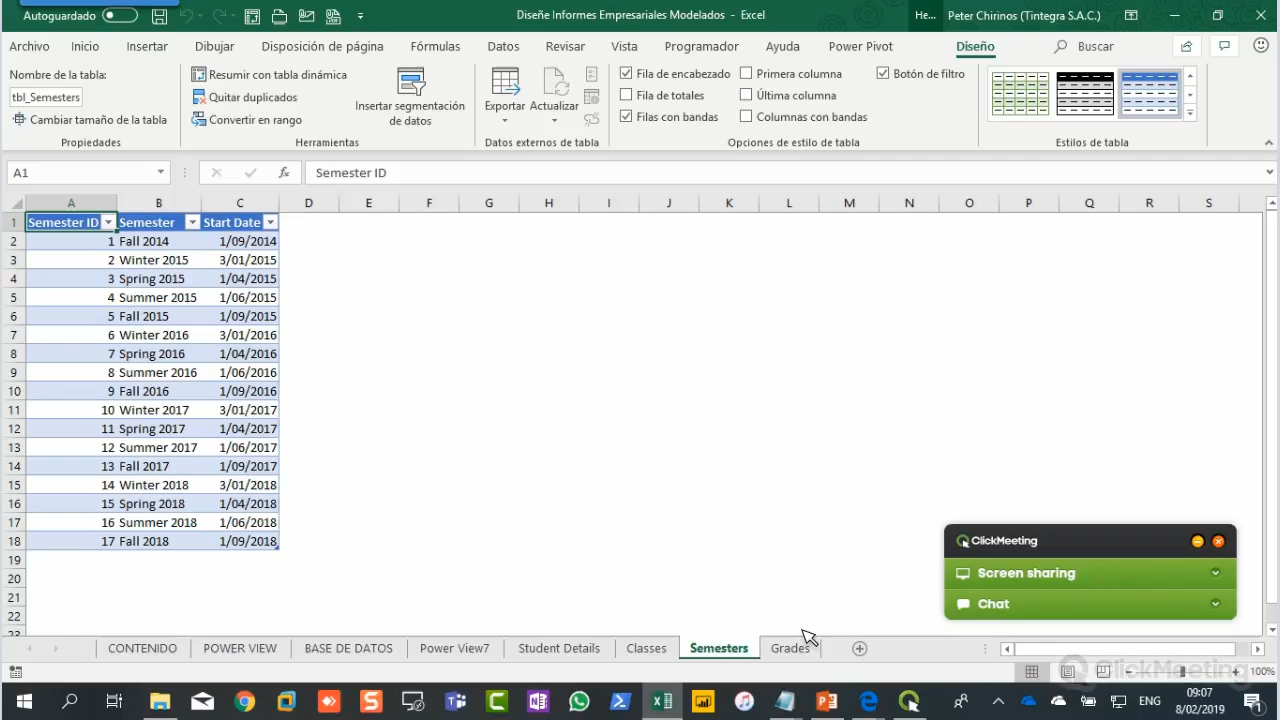 Autoguardado
Diseñe Informes Empresariales Modelados - Excel
He...
Peter Chirinos (Tintegra S.A.C.)
Archivo Inicio Insertar Dibujar Disposición de página Fórmulas Datos Revisar Vista Programador Ayuda Power Pivot Diseño Buscar
Nombre de la tabla:
tbl_Semesters
Cambiar tamaño de la tabla
Propiedades
Resumir con tabla dinámica
Quitar duplicados
Convertir en rango
Insertar segmentación
de datos
Herramientas
Exportar Actualizar
Datos externos de tabla
Fila de encabezado Primera columna Botón de filtro
Fila de totales Última columna
Filas con bandas Columnas con bandas
Opciones de estilo de tabla
Estilos de tabla
A1 fx Semester ID
A B C D E F G H I J K L M N O P Q R S
1 Semester ID Semester Start Date
2 1 Fall 2014 1/09/2014
3 2 Winter 2015 3/01/2015
4 3 Spring 2015 1/04/2015
5 4 Summer 2015 1/06/2015
6 5 Fall 2015 1/09/2015
7 6 Winter 2016 3/01/2016
8 7 Spring 2016 1/04/2016
9 8 Summer 2016 1/06/2016
10 9 Fall 2016 1/09/2016
11 10 Winter 2017 3/01/2017
12 11 Spring 2017 1/04/2017
13 12 Summer 2017 1/06/2017
14 13 Fall 2017 1/09/2017
15 14 Winter 2018 3/01/2018
16 15 Spring 2018 1/04/2018
17 16 Summer 2018 1/06/2018
18 17 Fall 2018 1/09/2018
19
20
21
22
23
ClickMeeting
Screen sharing
Chat
CONTENIDO POWER VIEW BASE DE DATOS Power View7 Student Details Classes Semesters Grades
ClickMeeting
100%
ENG
09:07
8/02/2019
1